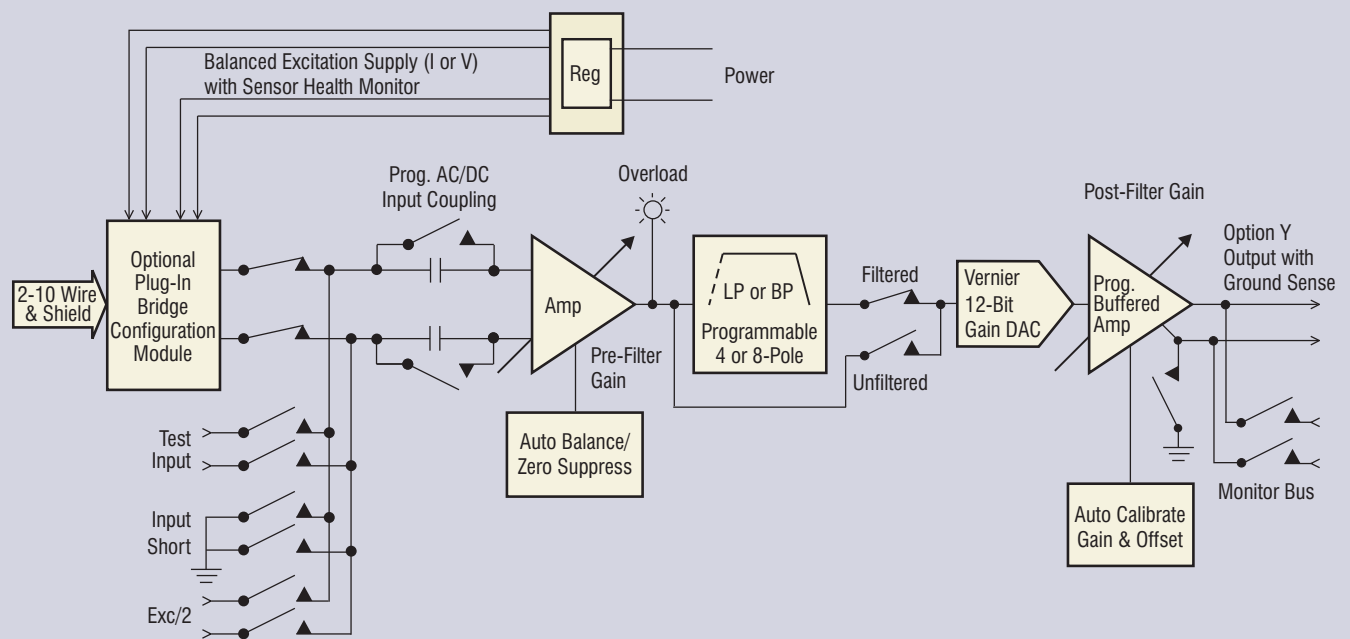 Balanced Excitation Supply (I or V)
with Sensor Health Monitor
Reg
Power
Prog. AC/DC
Input Coupling
Overload
Post-Filter Gain
Option Y
Output with
Ground Sense
2-10 Wire
& Shield
Optional
Plug-In
Bridge
Configuration
Module
Amp
Pre-Filter
Gain
LP or BP
Programmable
4 or 8-Pole
Filtered
Unfiltered
Vernier
12-Bit
Gain DAC
Prog.
Buffered
Amp
Auto Balance/
Zero Suppress
Test
Input
Input
Short
Exc/2
Monitor Bus
Auto Calibrate
Gain & Offset